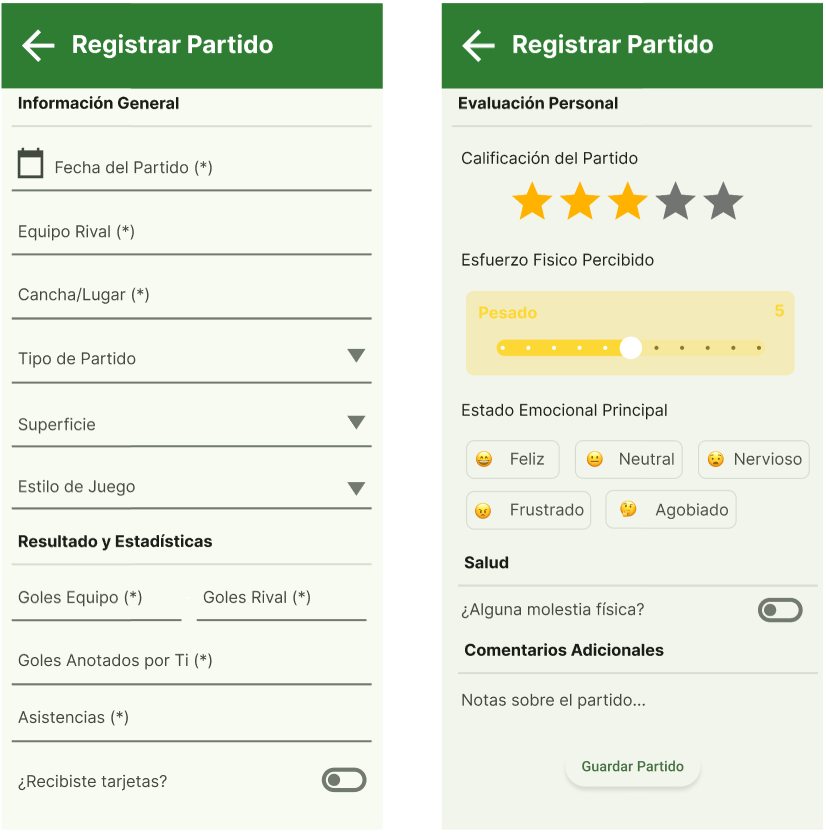 Registrar Partido
Información General
Fecha del Partido (*)
Equipo Rival (*)
Cancha/Lugar (*)
Tipo de Partido
Superficie
Estilo de Juego
Resultado y Estadísticas
Goles Equipo (*) Goles Rival (*)
Goles Anotados por Ti (*)
Asistencias (*)
¿Recibiste tarjetas?
Registrar Partido
Evaluación Personal
Calificación del Partido
Esfuerzo Fisico Percibido
Pesado 5
Estado Emocional Principal
Feliz Neutral Nervioso
Frustrado Agobiado
Salud
¿Alguna molestia física?
Comentarios Adicionales
Notas sobre el partido...
Guardar Partido